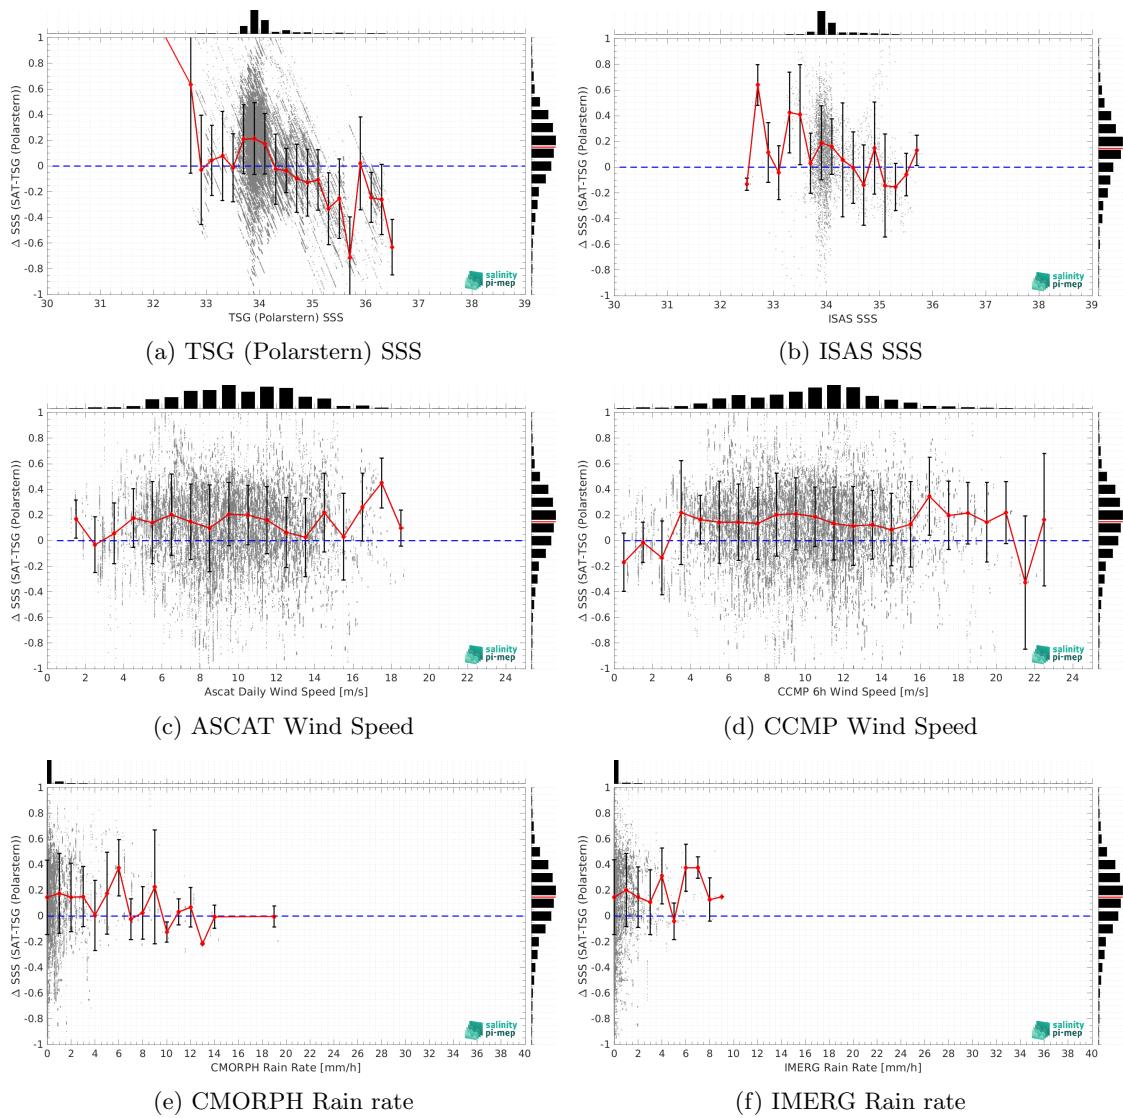 1
0.8
0.6
0.4
0.2
0
-0.2
-0.4
-0.6
-0.8
-1
Δ SSS (SAT-TSG (Polarstern))
30 31 32 33 34 35 36 37 38 39
TSG (Polarstern) SSS
salinity
pi-mep
(a) TSG (Polarstern) SSS
1
0.8
0.6
0.4
0.2
0
-0.2
-0.4
-0.6
-0.8
-1
Δ SSS (SAT-TSG (Polarstern))
30 31 32 33 34 35 36 37 38 39
ISAS SSS
salinity
pi-mep
(b) ISAS SSS
1
0.8
0.6
0.4
0.2
0
-0.2
-0.4
-0.6
-0.8
-1
Δ SSS (SAT-TSG (Polarstern))
0 2 4 6 8 10 12 14 16 18 20 22 24
Ascat Daily Wind Speed [m/s]
salinity
pi-mep
(c) ASCAT Wind Speed
1
0.8
0.6
0.4
0.2
0
-0.2
-0.4
-0.6
-0.8
-1
Δ SSS (SAT-TSG (Polarstern))
0 2 4 6 8 10 12 14 16 18 20 22 24
CCMP 6h Wind Speed [m/s]
salinity
pi-mep
(d) CCMP Wind Speed
1
0.8
0.6
0.4
0.2
0
-0.2
-0.4
-0.6
-0.8
-1
Δ SSS (SAT-TSG (Polarstern))
0 2 4 6 8 10 12 14 16 18 20 22 24 26 28 30 32 34 36 38 40
CMORPH Rain Rate [mm/h]
salinity
pi-mep
(e) CMORPH Rain rate
1
0.8
0.6
0.4
0.2
0
-0.2
-0.4
-0.6
-0.8
-1
Δ SSS (SAT-TSG (Polarstern))
0 2 4 6 8 10 12 14 16 18 20 22 24 26 28 30 32 34 36 38 40
IMERG Rain Rate [mm/h]
salinity
pi-mep
(f) IMERG Rain rate